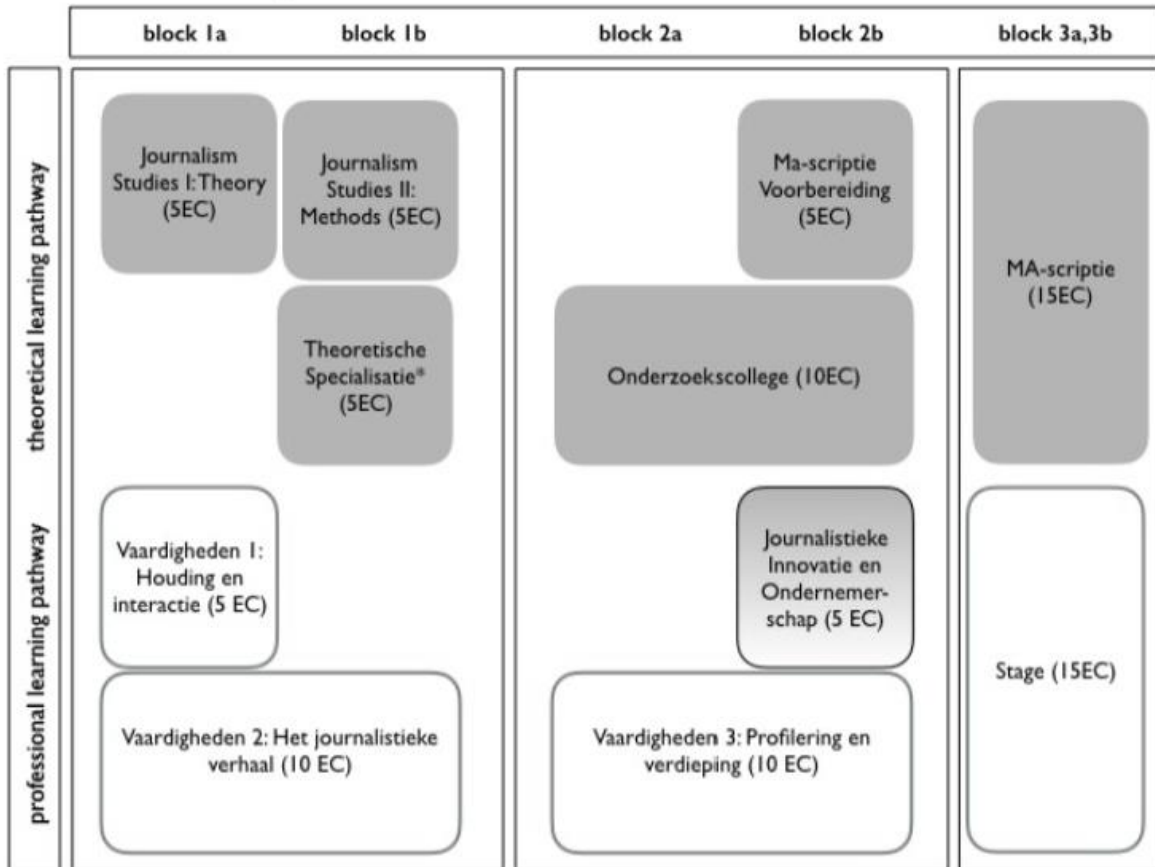 block 1a
block 1b
block 2a
block 2b
block 3a,3b
theoretical learning pathway
Journalism
Studies I: Theory
(5EC)
Journalism
Studies II:
Methods (5EC)
Ma-scriptie
Voorbereiding
(5EC)
MA-scriptie
(15EC)
Theoretische
Specialisatie*
(5EC)
Onderzoekscollege (10EC)
professional learning pathway
Vaardigheden 1:
Houding en
interactie (5 EC)
Journalistieke
Innovatie en
Ondernemer-
schap (5 EC)
Stage (15EC)
Vaardigheden 2: Het journalistieke
verhaal (10 EC)
Vaardigheden 3: Profilering en
verdieping (10 EC)